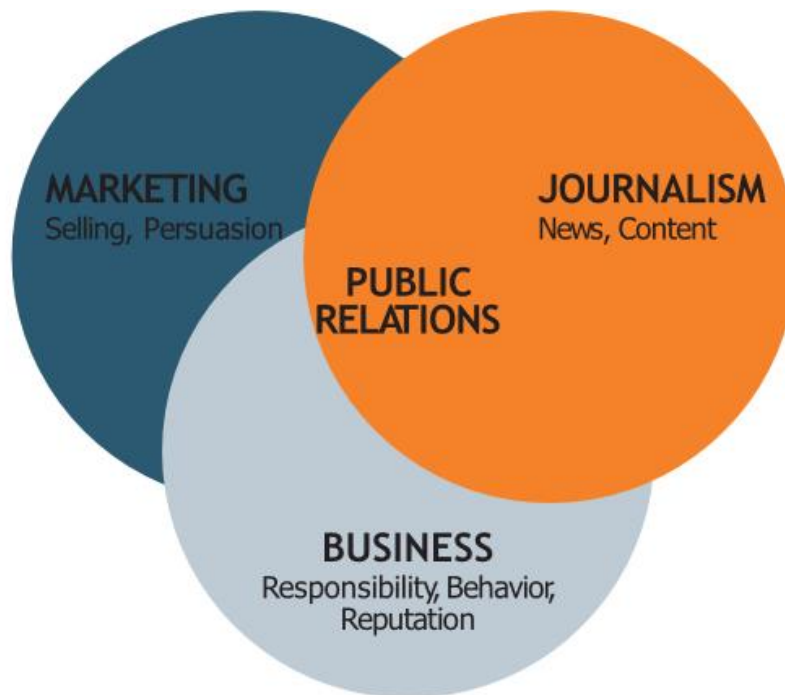 MARKETING
Selling, Persuasion
JOURNALISM
News, Content
PUBLIC
RELATIONS
BUSINESS
Responsibility, Behavior,
Reputation